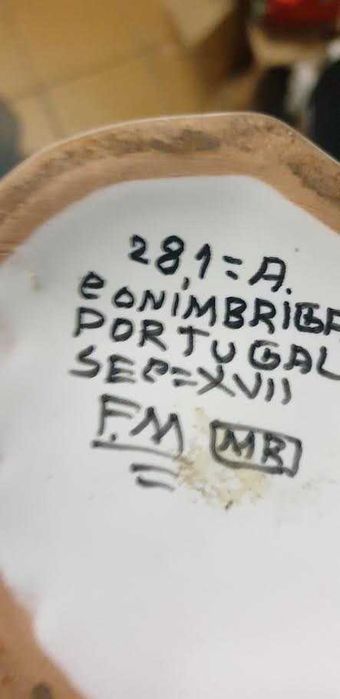 281=A.
CONIMBRIGA
PORTUGAL
SEC=XVII
F.M MR